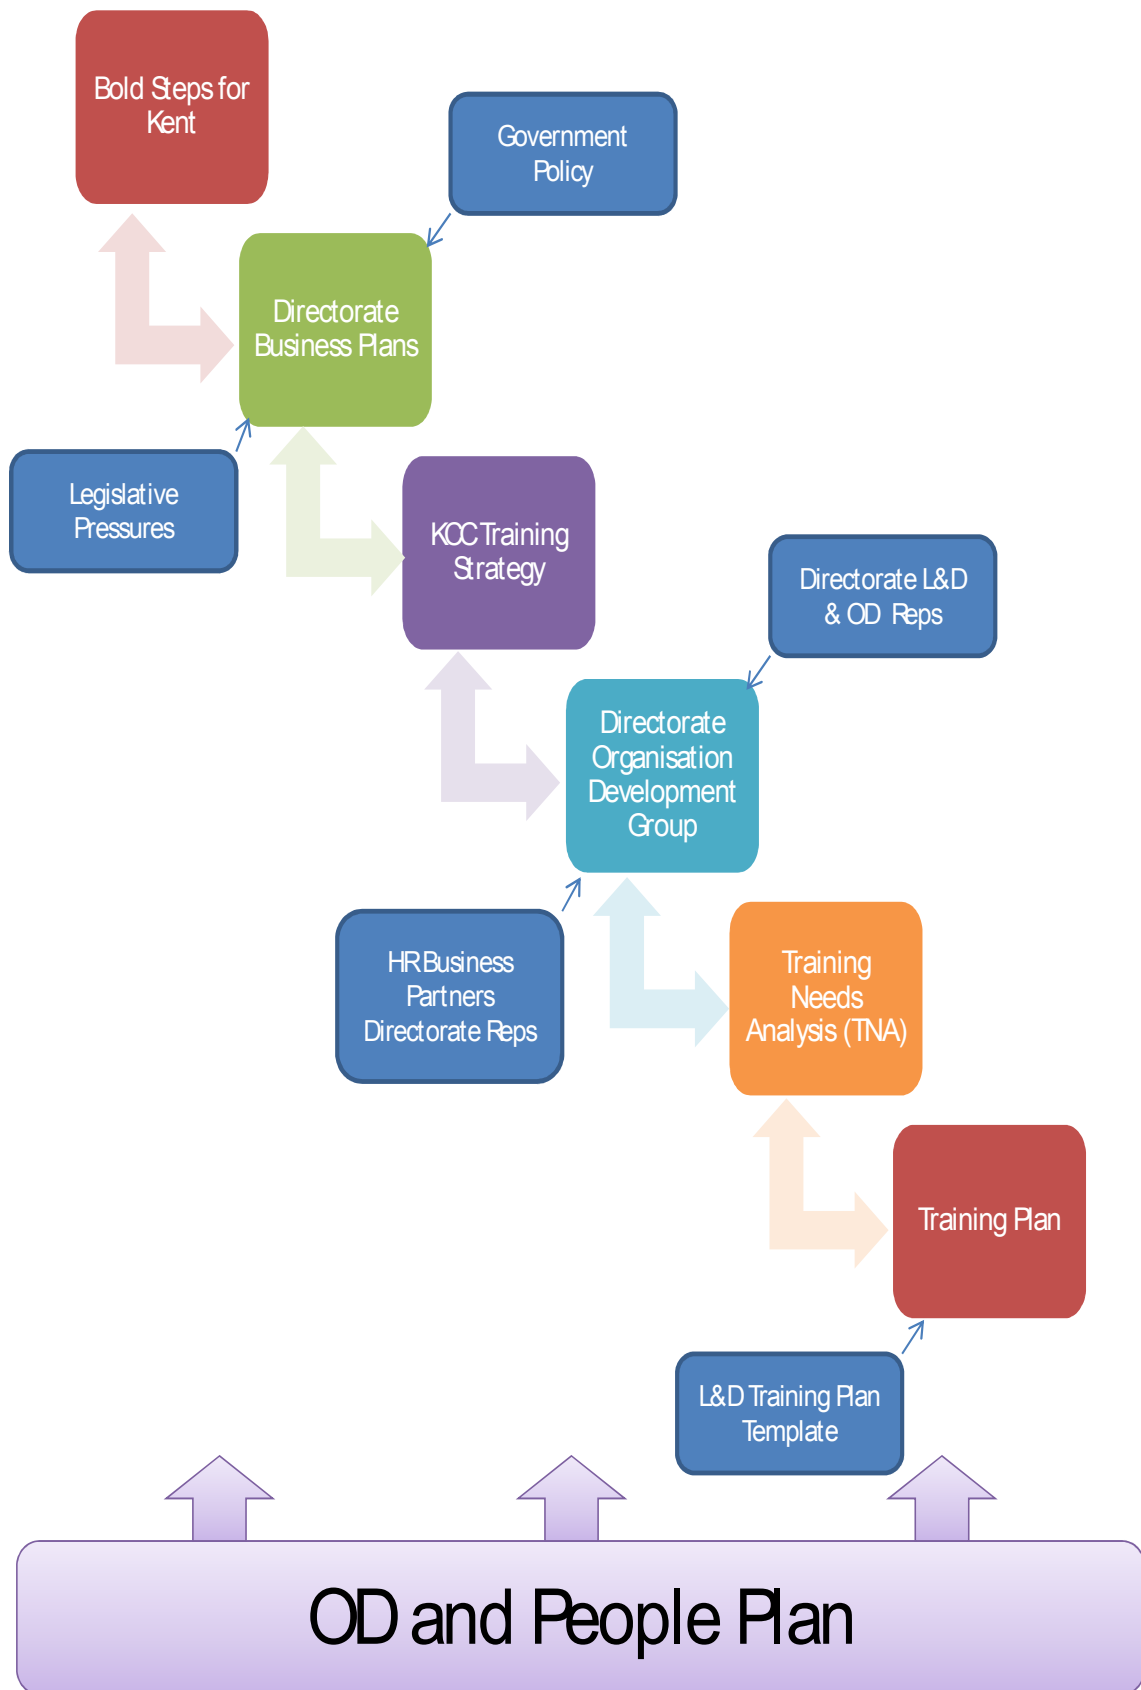 Bold Steps for
Kent
Government
Policy
Directorate
Business Plans
Legislative
Pressures
KCC Training
Strategy
Directorate L&D
& OD Reps
Directorate
Organisation
Development
Group
HR Business
Partners
Directorate Reps
Training
Needs
Analysis (TNA)
Training Plan
L&D Training Plan
Template
OD and People Plan